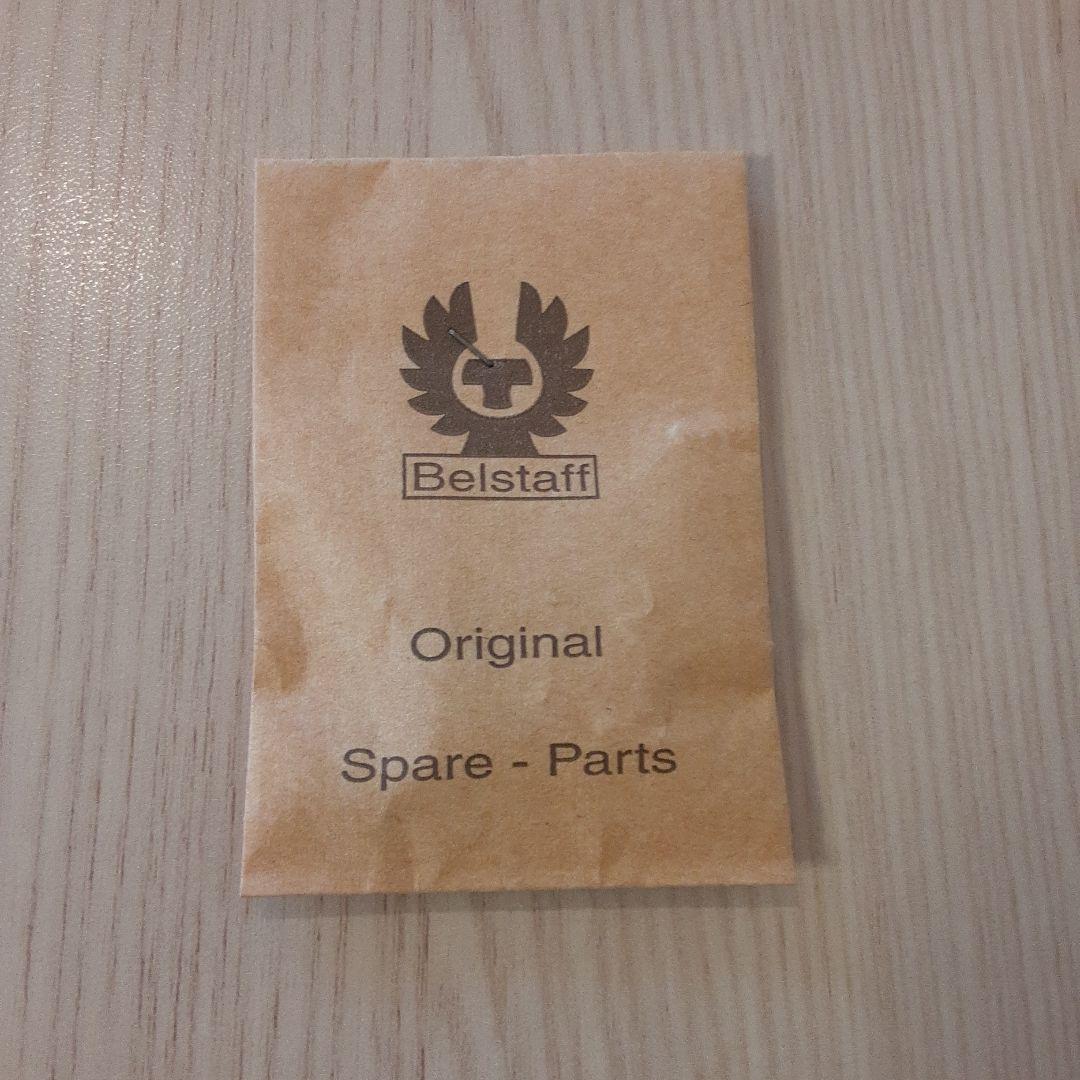 Belstaff
Original
Spare - Parts